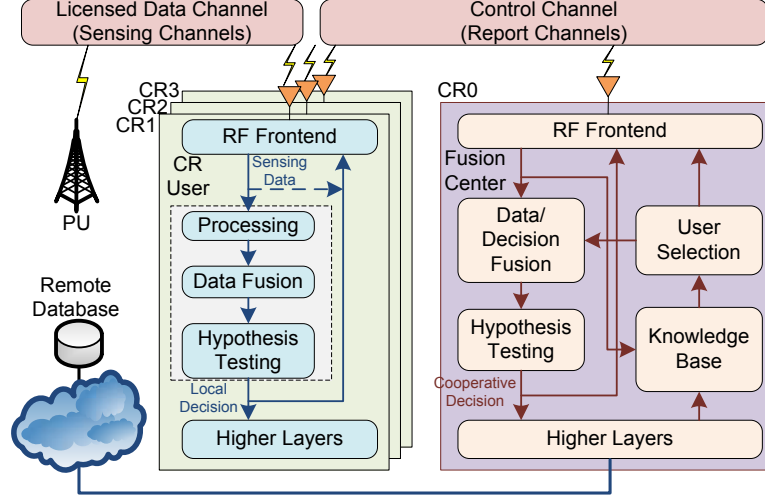 Licensed Data Channel
(Sensing Channels)
Control Channel
(Report Channels)
CR3
CR2
CR1
RF Frontend
CR
User
Sensing
Data
Processing
Data Fusion
Hypothesis
Testing
Local
Decision
Higher Layers
PU
Remote
Database
CR0
RF Frontend
Fusion
Center
Data/
Decision
Fusion
User
Selection
Hypothesis
Testing
Knowledge
Base
Cooperative
Decision
Higher Layers